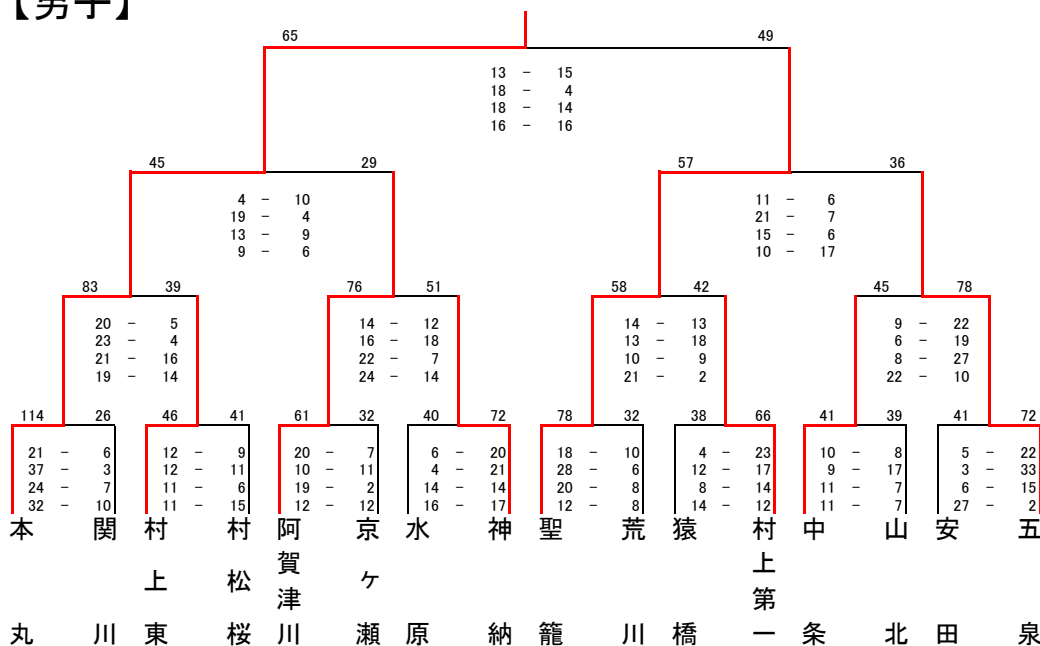 【男子】
65 49
13 － 15
18 － 4
18 － 14
16 － 16
45 29 57 36
4 － 10 11 － 6
19 － 4 21 － 7
13 － 9 15 － 6
9 － 6 10 － 17
83 39 76 51 58 42 45 78
20 － 5 14 － 12 14 － 13 9 － 22
23 － 4 16 － 18 13 － 18 6 － 19
21 － 16 22 － 7 10 － 9 8 － 27
19 － 14 24 － 14 21 － 2 22 － 10
114 26 46 41 61 32 40 72 78 32 38 66 41 39 41 72
21 － 6 12 － 9 20 － 7 6 － 20 18 － 10 4 － 23 10 － 8 5 － 22
37 － 3 12 － 11 10 － 11 4 － 21 28 － 6 12 － 17 9 － 17 3 － 33
24 － 7 11 － 6 19 － 2 14 － 14 20 － 8 8 － 14 11 － 7 6 － 15
32 － 10 11 － 15 12 － 12 16 － 17 12 － 8 14 － 12 11 － 7 27 － 2
本丸
関川
村上東
村松桜
阿賀津川
京ヶ瀬
水原
神納
聖籠
荒川
猿橋
村上第一
中条
山北
安田
五泉